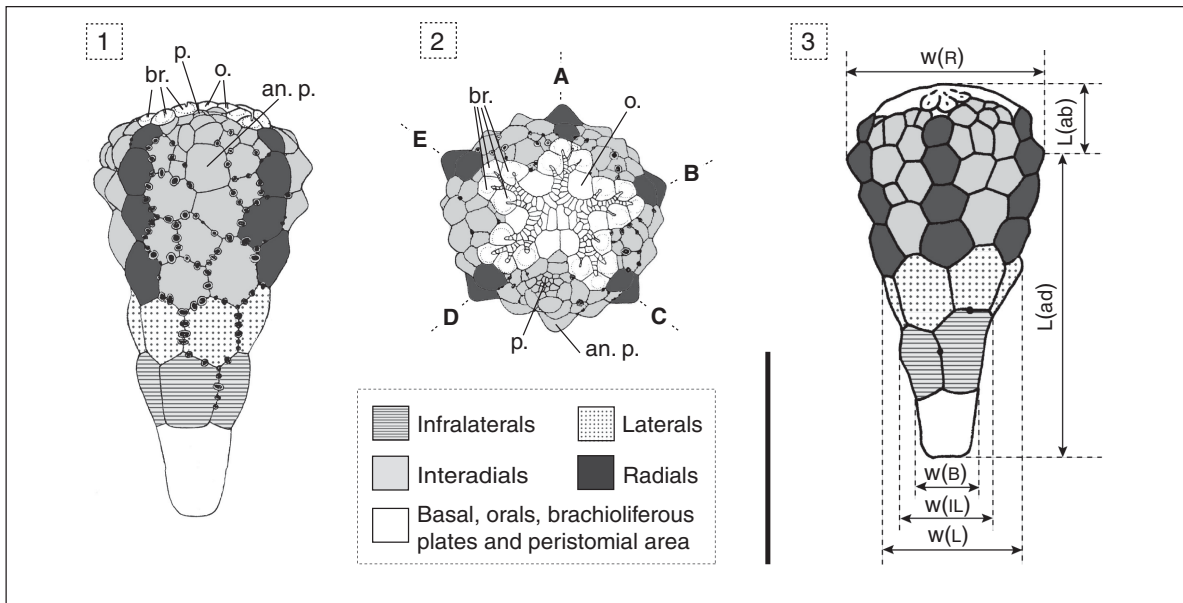 1
p.
br.
o.
an. p.
2
A
br.
o.
E
B
D
C
p.
an. p.
3
w(R)
L(ab)
L(ad)
w(B)
w(IL)
w(L)
Infralaterals
Laterals
Interadials
Radials
Basal, orals, brachioliferous
plates and peristomial area